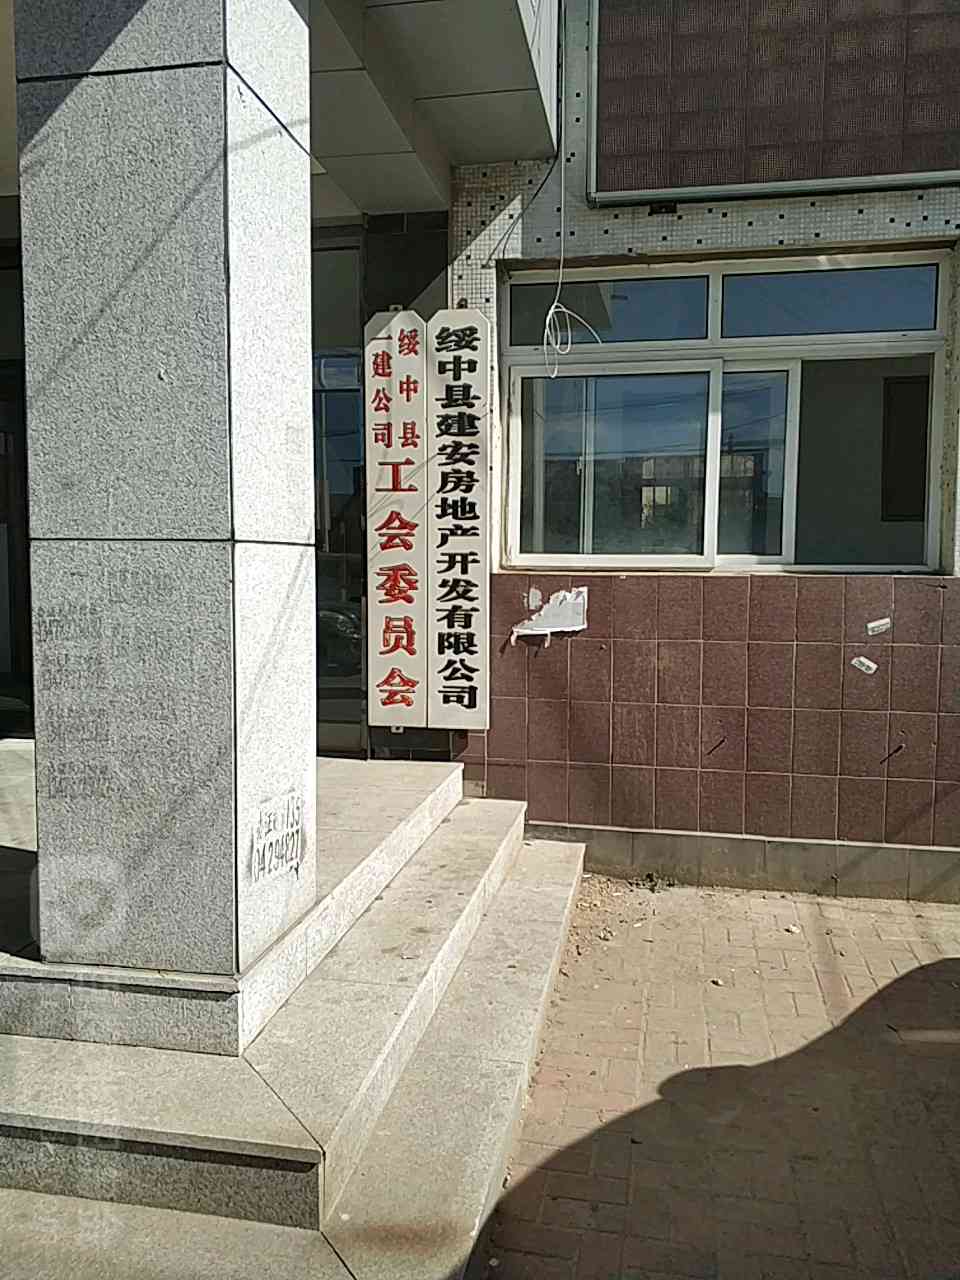 绥中县
一建公司
工会委员会
绥中县建安房地产开发有限公司